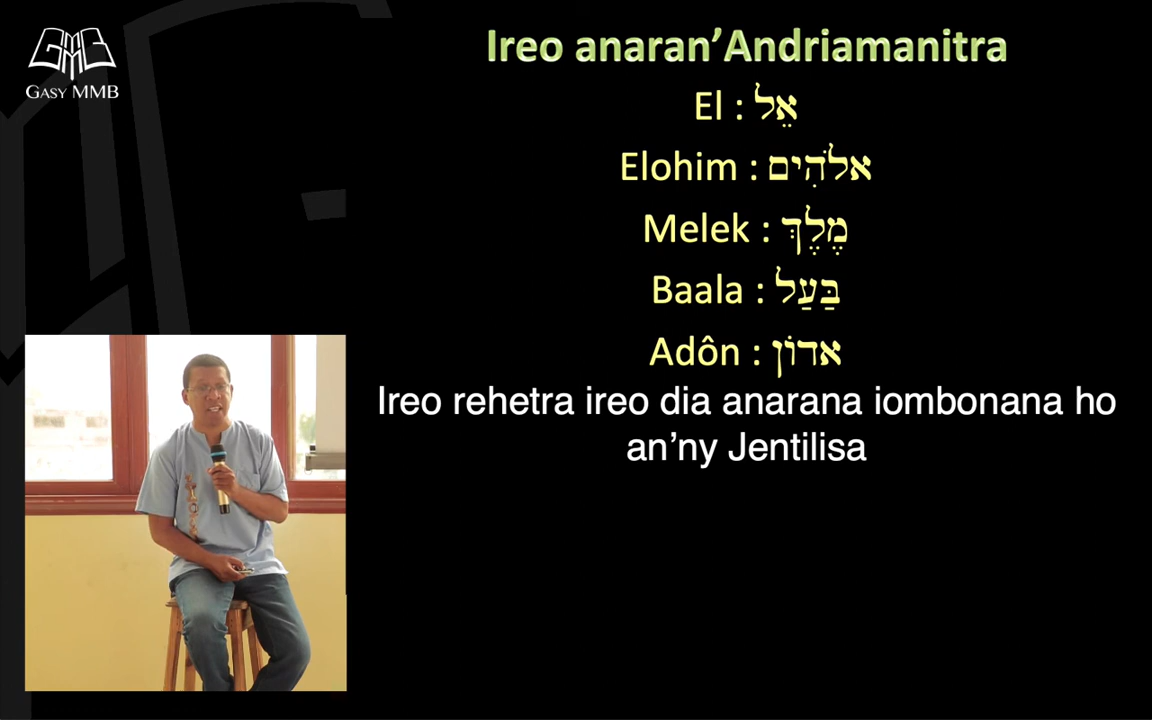 GMMB
GASY MMB
Ireo anaran’Andriamanitra
El : אֵל
Elohim : אלֹהִים
Melek : מֶלֶךְ
Baala : בַּעַל
Adôn : אדוֹן
Ireo rehetra ireo dia anarana iombonana ho
an’ny Jentilisa